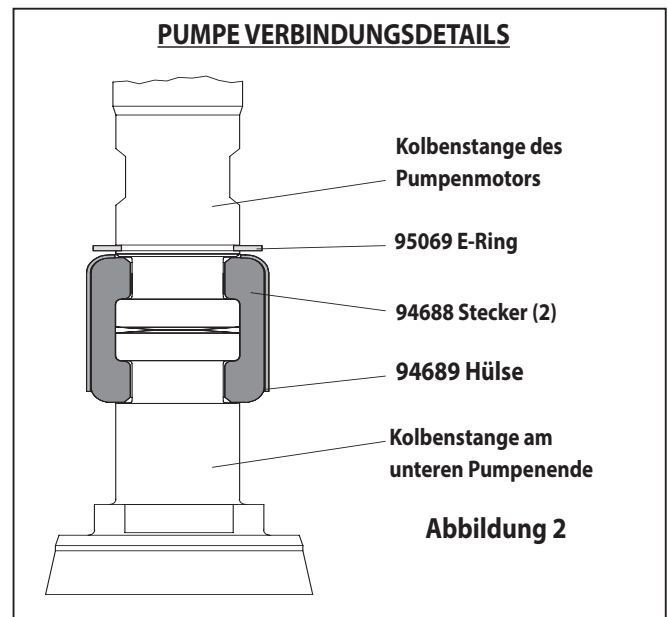 PUMPE VERBINDUNGSDETAILS
Kolbenstange des
Pumpenmotors
95069 E-Ring
94688 Stecker (2)
94689 Hülse
Kolbenstange am
unteren Pumpenende
Abbildung 2